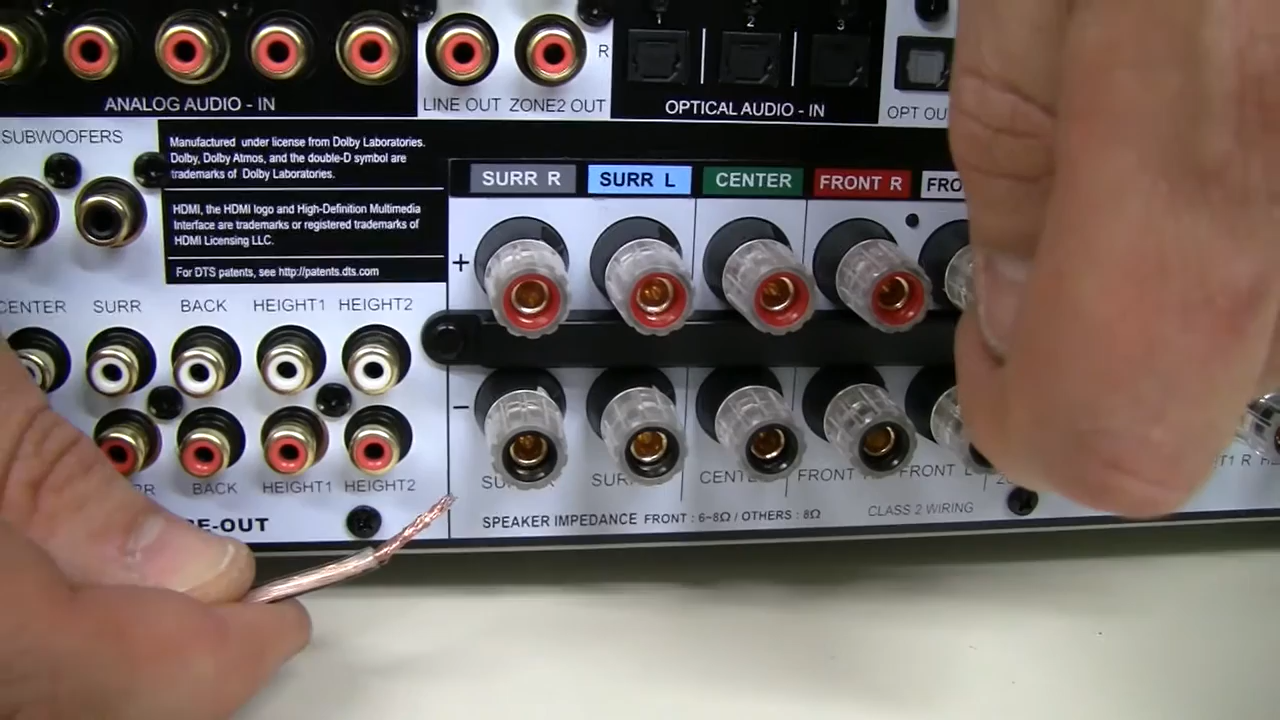 1 2 3
R
ANALOG AUDIO - IN
LINE OUT ZONE2 OUT
OPTICAL AUDIO - IN
OPT OU
SUBWOOFERS
Manufactured under license from Dolby Laboratories.
Dolby, Dolby Atmos, and the double-D symbol are
trademarks of Dolby Laboratories.
SURR R SURR L CENTER FRONT R FRO
HDMI, the HDMI logo and High-Definition Multimedia
Interface are trademarks or registered trademarks of
HDMI Licensing LLC.
For DTS patents, see http://patents.dts.com
+
CENTER SURR BACK HEIGHT1 HEIGHT2
-
BACK HEIGHT1 HEIGHT2
FRONT FRONT L
RE-OUT
SPEAKER IMPEDANCE FRONT : 6~8Ω / OTHERS : 8Ω
CLASS 2 WIRING